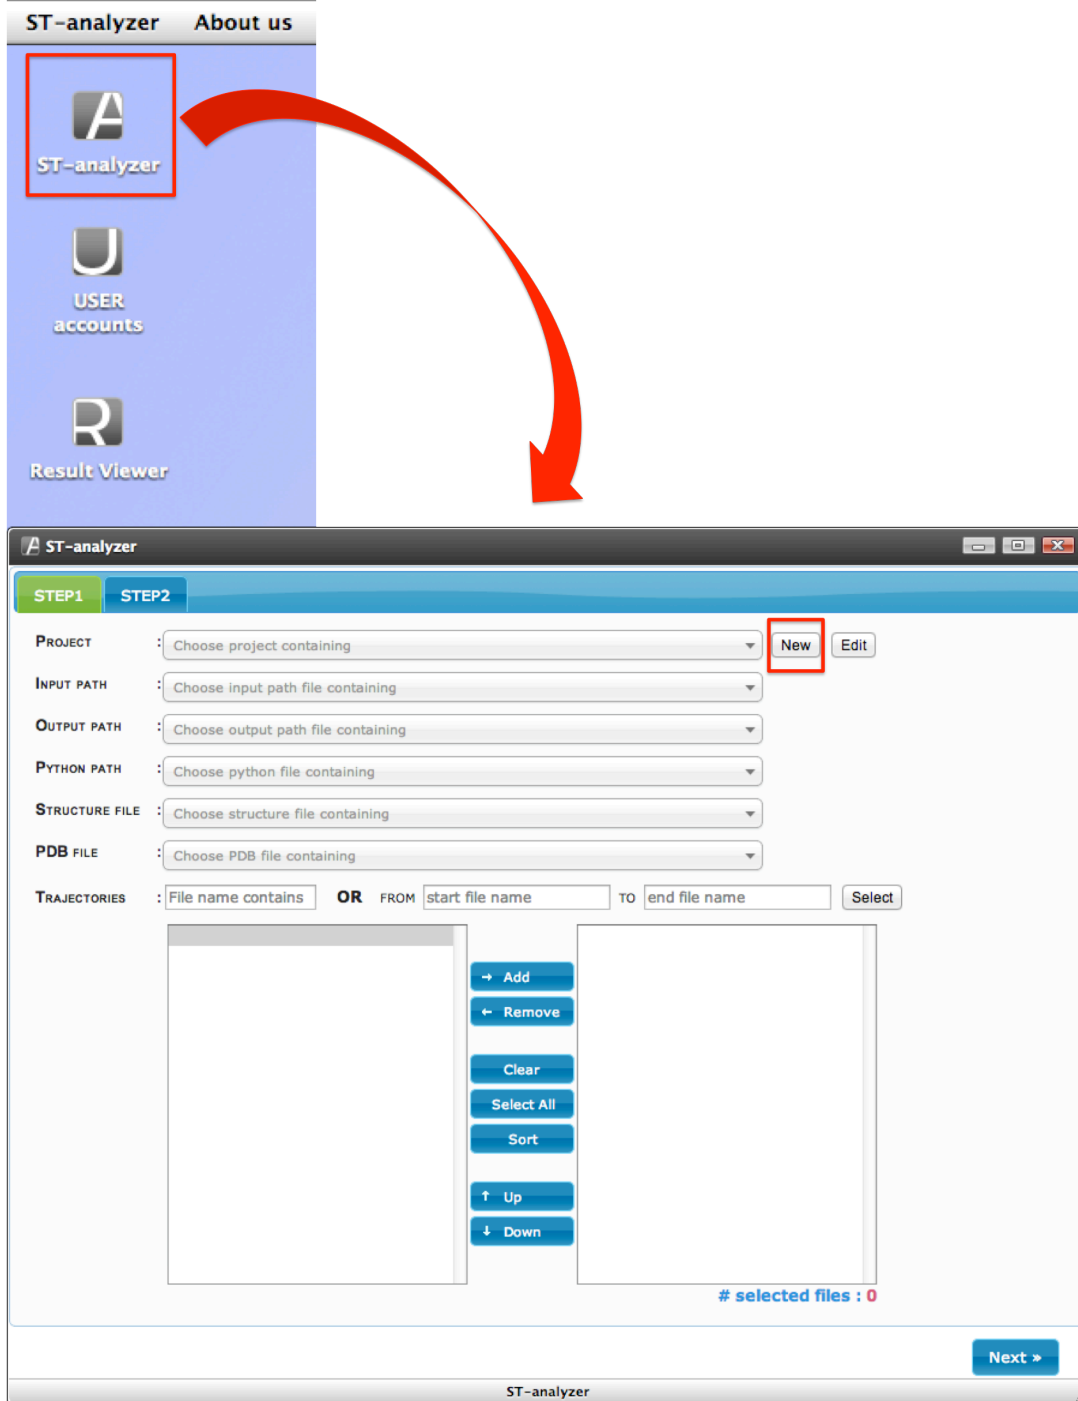 ST-analyzer About us
A
ST-analyzer
U
USER
accounts
R
Result Viewer
A ST-analyzer
STEP1 STEP2
PROJECT : Choose project containing New Edit
INPUT PATH : Choose input path file containing
OUTPUT PATH : Choose output path file containing
PYTHON PATH : Choose python file containing
STRUCTURE FILE : Choose structure file containing
PDB FILE : Choose PDB file containing
TRAJECTORIES : File name contains OR FROM start file name TO end file name Select
→ Add
← Remove
Clear
Select All
Sort
↑ Up
↓ Down
# selected files : 0
Next »
ST-analyzer